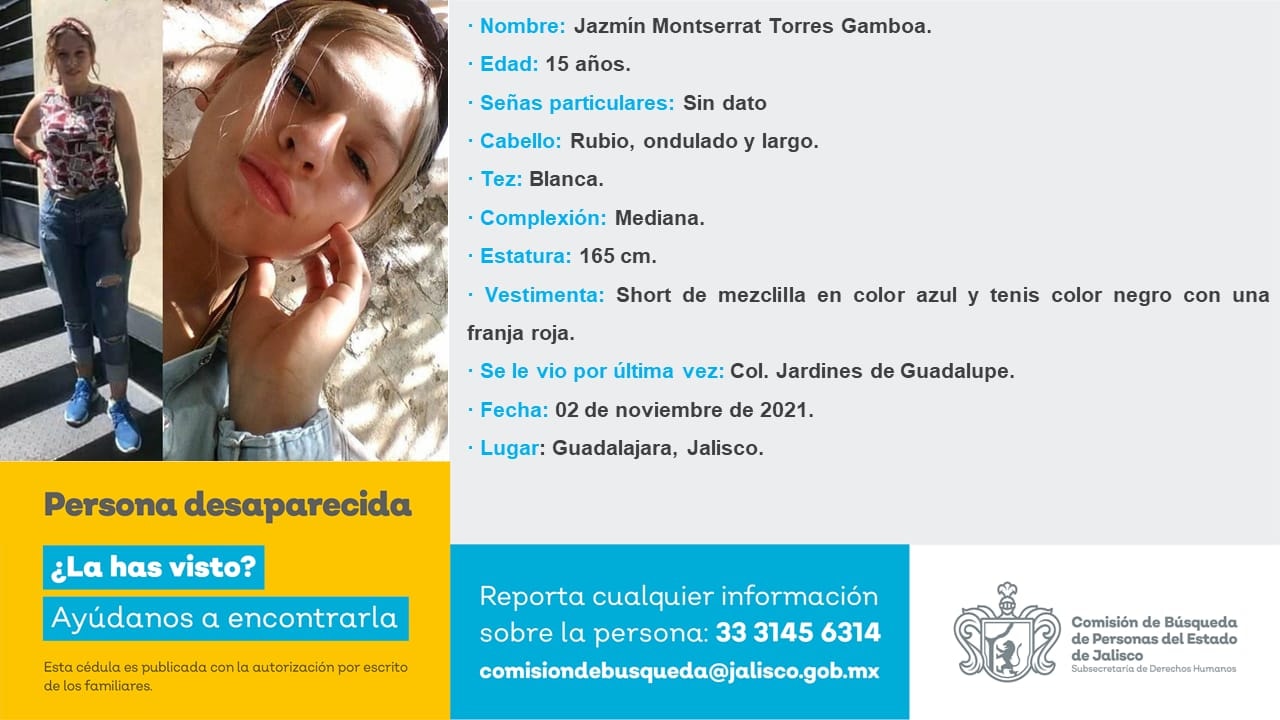 · Nombre: Jazmín Montserrat Torres Gamboa.
· Edad: 15 años.
· Señas particulares: Sin dato
· Cabello: Rubio, ondulado y largo.
· Tez: Blanca.
· Complexión: Mediana.
· Estatura: 165 cm.
· Vestimenta: Short de mezclilla en color azul y tenis color negro con una
franja roja.
· Se le vio por última vez: Col. Jardines de Guadalupe.
· Fecha: 02 de noviembre de 2021.
· Lugar: Guadalajara, Jalisco.
Persona desaparecida
¿La has visto?
Ayúdanos a encontrarla
Esta cédula es publicada con la autorización por escrito
de los familiares.
Reporta cualquier información
sobre la persona: 33 3145 6314
comisiondebusqueda@jalisco.gob.mx
Comisión de Búsqueda
de Personas del Estado
de Jalisco
Subsecretaría de Derechos Humanos